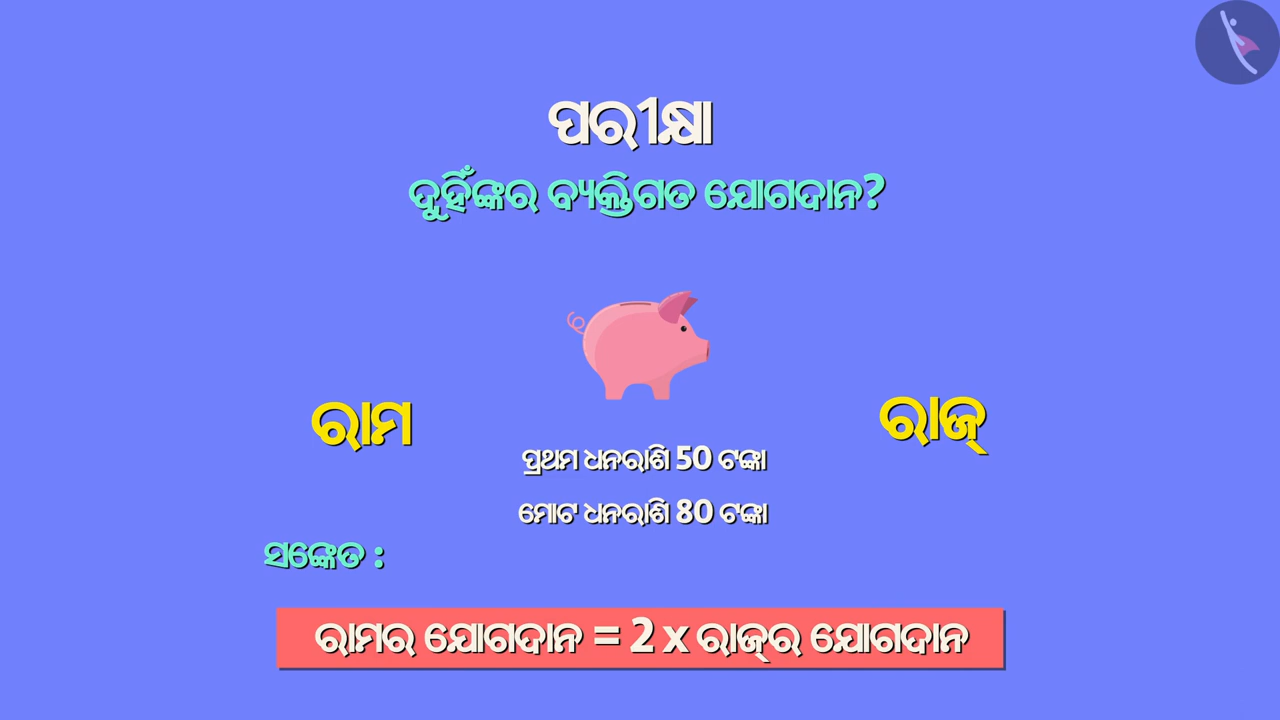 ପରୀକ୍ଷା
ଦୁହିଁଙ୍କର ବ୍ୟକ୍ତିଗତ ଯୋଗଦାନ?
ରାମ
ରାଜ୍
ପ୍ରଥମ ଧନରାଶି 50 ଟଙ୍କା
ମୋଟ ଧନରାଶି 80 ଟଙ୍କା
ସଙ୍କେତ :
ରାମର ଯୋଗଦାନ = 2 x ରାଜ୍‌ର ଯୋଗଦାନ